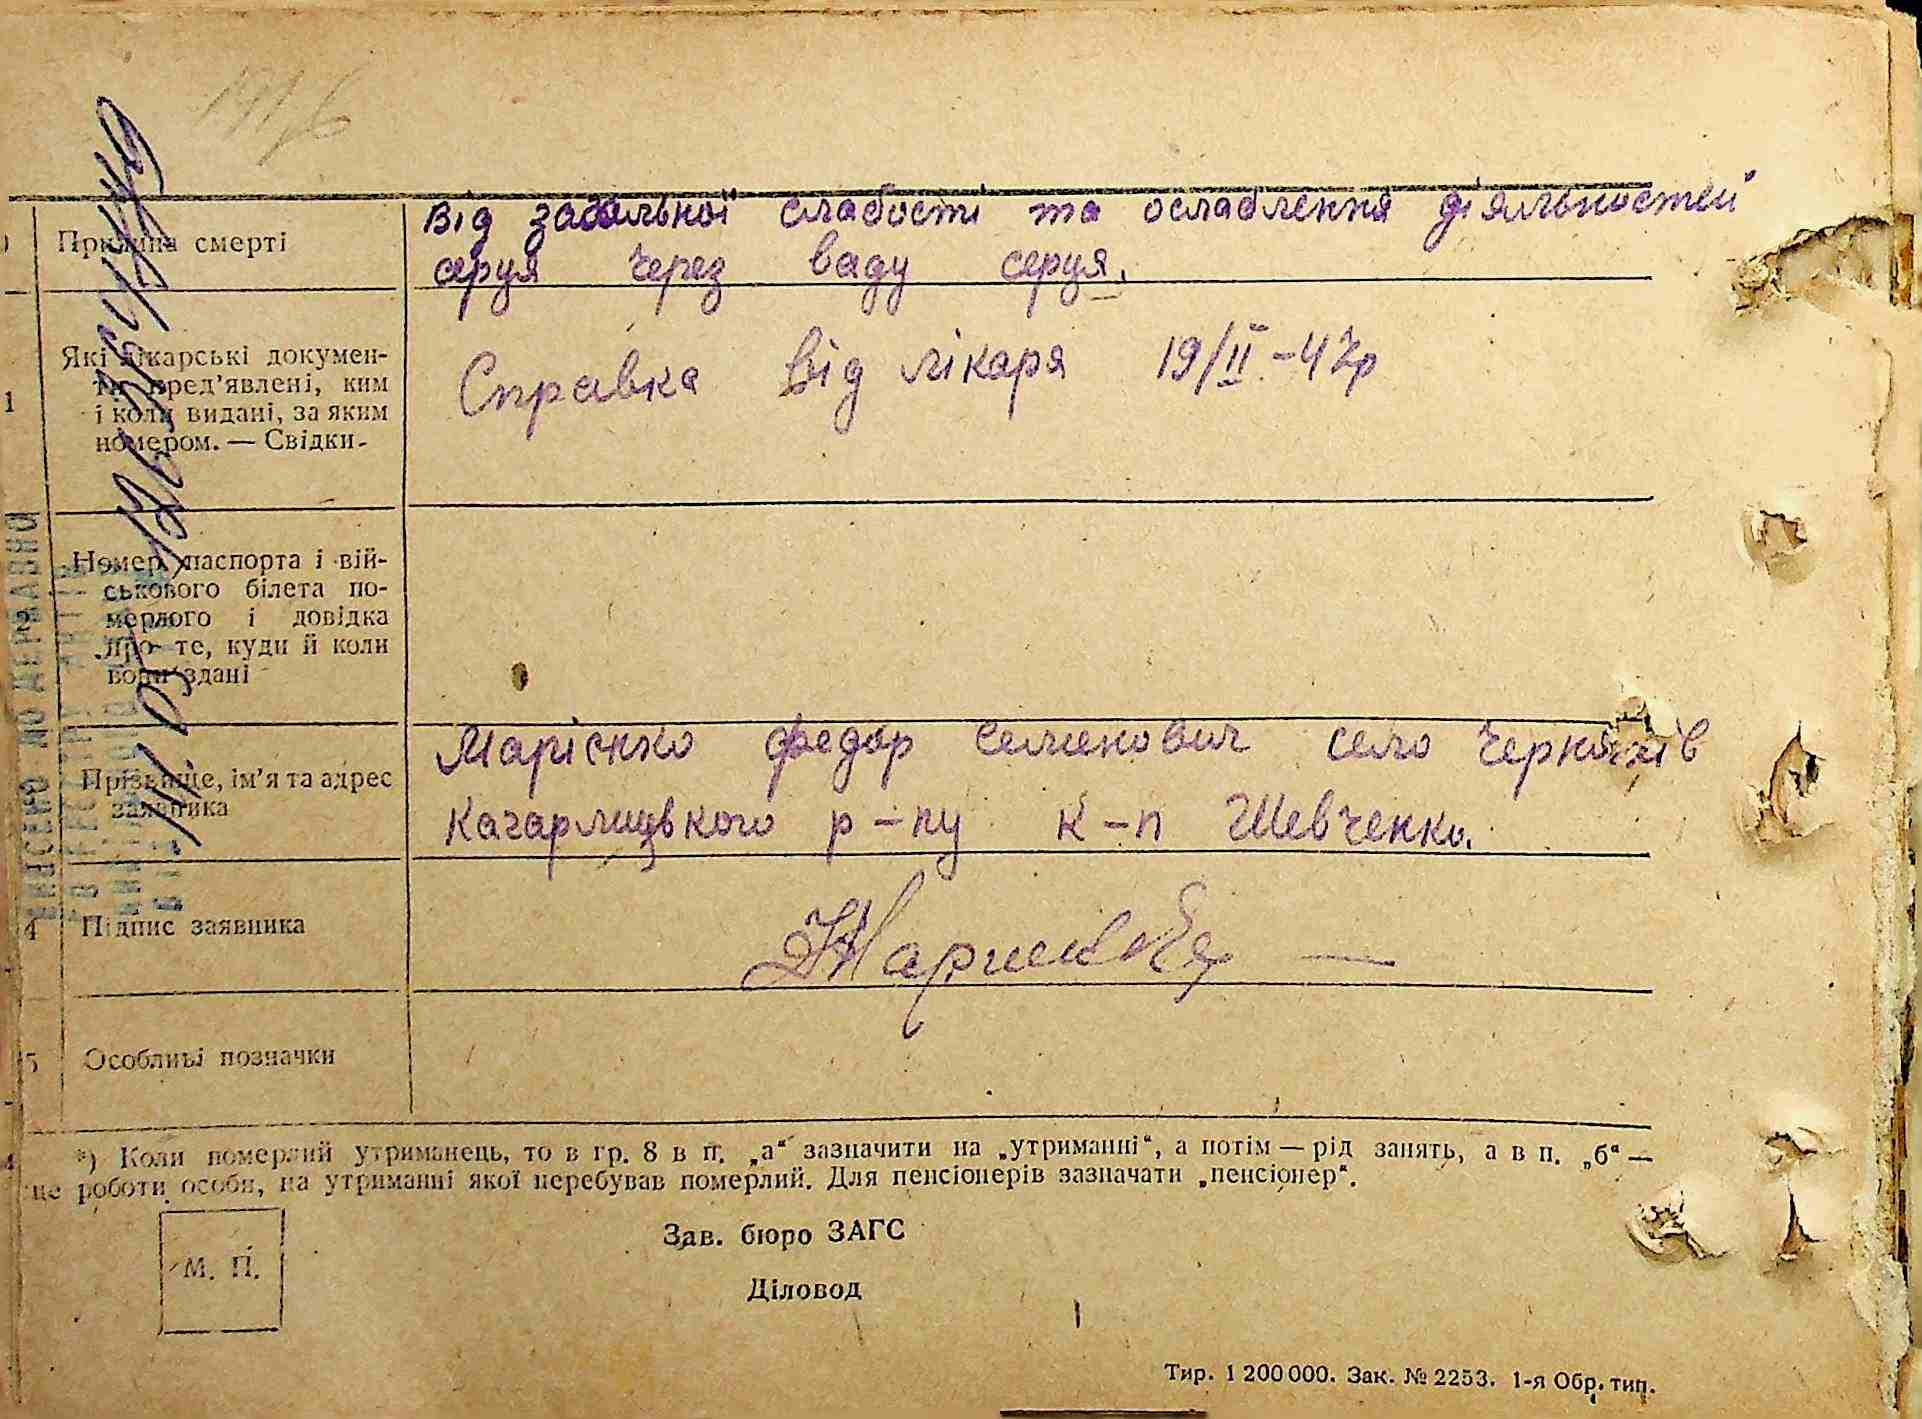 Від загальної слабості та ослаблення діяльностей
Причина смерті
серця через ваду серця.
Які лікарські докумен-
ти пред'явлені, ким
і коли видані, за яким
номером. — Свідки.
Справка від лікаря 19/II-47р
Номер паспорта і вій-
ськового білета по-
мерлого і довідка
про те, куди й коли
вони здані
Марієнко федор Семенович село Черняхів
Кагарлицького р-ну к-п Шевченко.
Прізвище, ім'я та адрес
заявника
4 Підпис заявника
5 Особливі позначки
*) Коли померлий утриманець, то в гр. 8 в п. „а“ зазначити на „утриманні“, а потім — рід занять, а в п. „б“ —
це роботи особи, на утриманні якої перебував померлий. Для пенсіонерів зазначати „пенсіонер“.
Зав. бюро ЗАГС
М. П.
Діловод
Тир. 1 200 000. Зак. № 2253. 1-я Обр. тип.